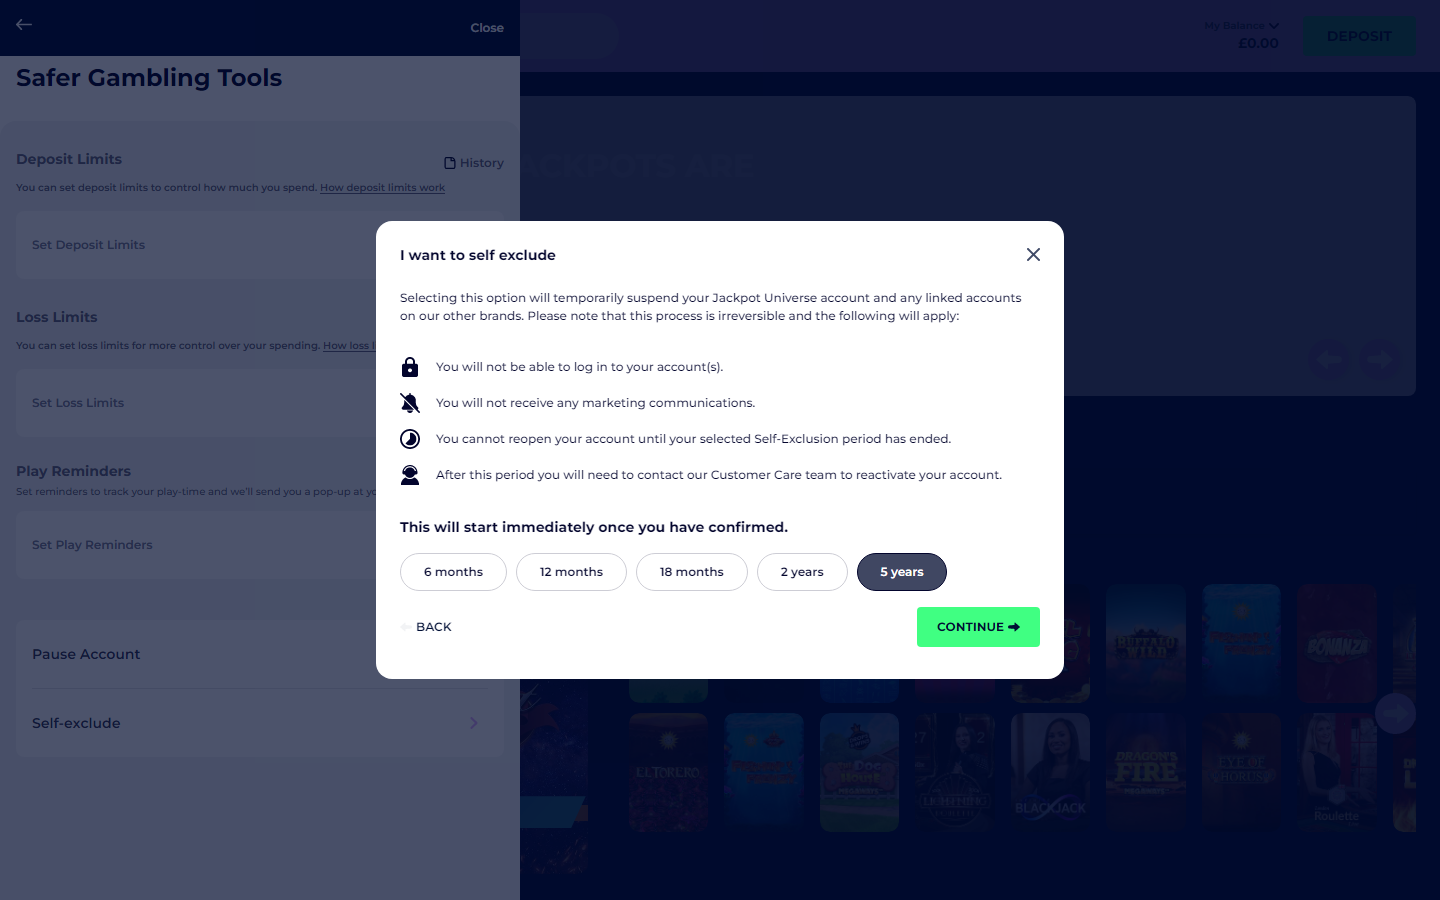 Close
My Balance
£0.00
DEPOSIT
Safer Gambling Tools
Deposit Limits
History
You can set deposit limits to control how much you spend. How deposit limits work
Set Deposit Limits
Loss Limits
You can set loss limits for more control over your spending. How loss
Set Loss Limits
Play Reminders
Set reminders to track your play-time and we'll send you a pop-up at
Set Play Reminders
Pause Account
Self-exclude
JACKPOTS ARE
I want to self exclude
Selecting this option will temporarily suspend your Jackpot Universe account and any linked accounts
on our other brands. Please note that this process is irreversible and the following will apply:
You will not be able to log in to your account(s).
You will not receive any marketing communications.
You cannot reopen your account until your selected Self-Exclusion period has ended.
After this period you will need to contact our Customer Care team to reactivate your account.
This will start immediately once you have confirmed.
6 months
12 months
18 months
2 years
5 years
BACK
CONTINUE
BUFFALO
WILD
BONANZA
EL TORERO
House
LIGHTNING
BLACKJACK
DRAGON'S
FIRE
MEGAWAYS
EYE OF
HORUS
Roulette